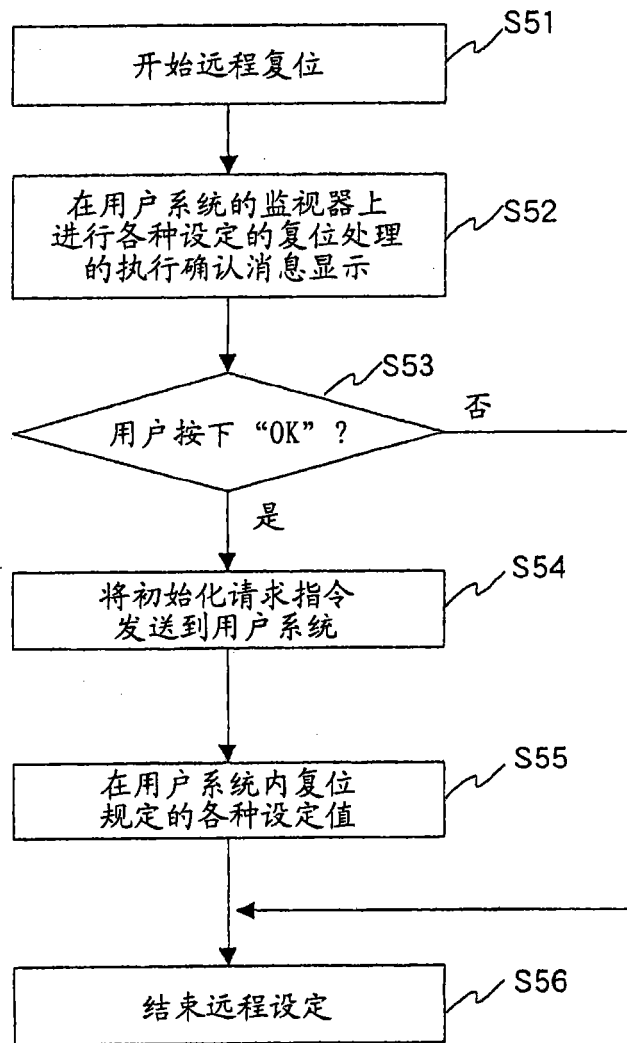 S51
开始远程复位
S52
在用户系统的监视器上
进行各种设定的复位处理
的执行确认消息显示
S53
用户按下“OK”?
否
是
S54
将初始化请求指令
发送到用户系统
S55
在用户系统内复位
规定的各种设定值
S56
结束远程设定